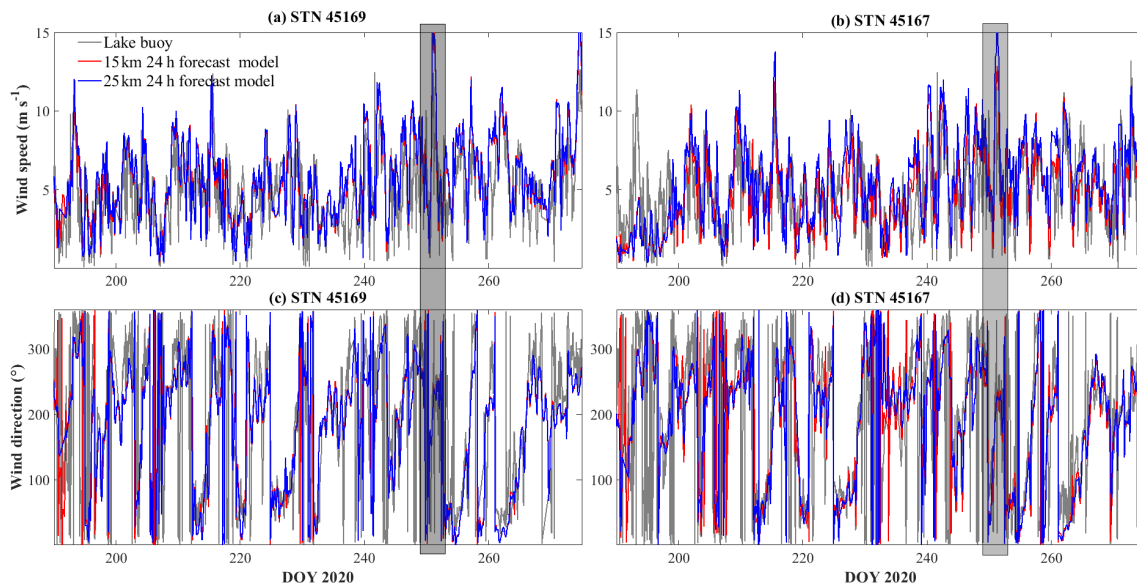 (a) STN 45169
(b) STN 45167
Wind speed (m s⁻¹)
15
10
5
Lake buoy
15km 24 h forecast model
25km 24 h forecast model
200 220 240 260
15
10
5
200 220 240 260
(c) STN 45169
(d) STN 45167
Wind direction (°)
300
200
100
200 220 240 260
DOY 2020
300
200
100
200 220 240 260
DOY 2020